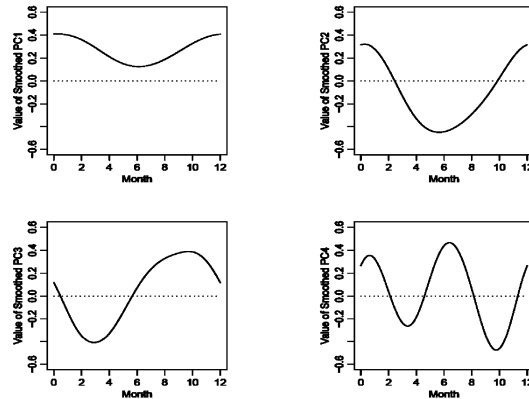 Value of Smoothed PC1
-0.6 -0.2 0.0 0.2 0.4 0.6
0 2 4 6 8 10 12
Month
Value of Smoothed PC2
-0.6 -0.2 0.0 0.2 0.4 0.6
0 2 4 6 8 10 12
Month
Value of Smoothed PC3
-0.6 -0.2 0.0 0.2 0.4 0.6
0 2 4 6 8 10 12
Month
Value of Smoothed PC4
-0.6 -0.2 0.0 0.2 0.4 0.6
0 2 4 6 8 10 12
Month